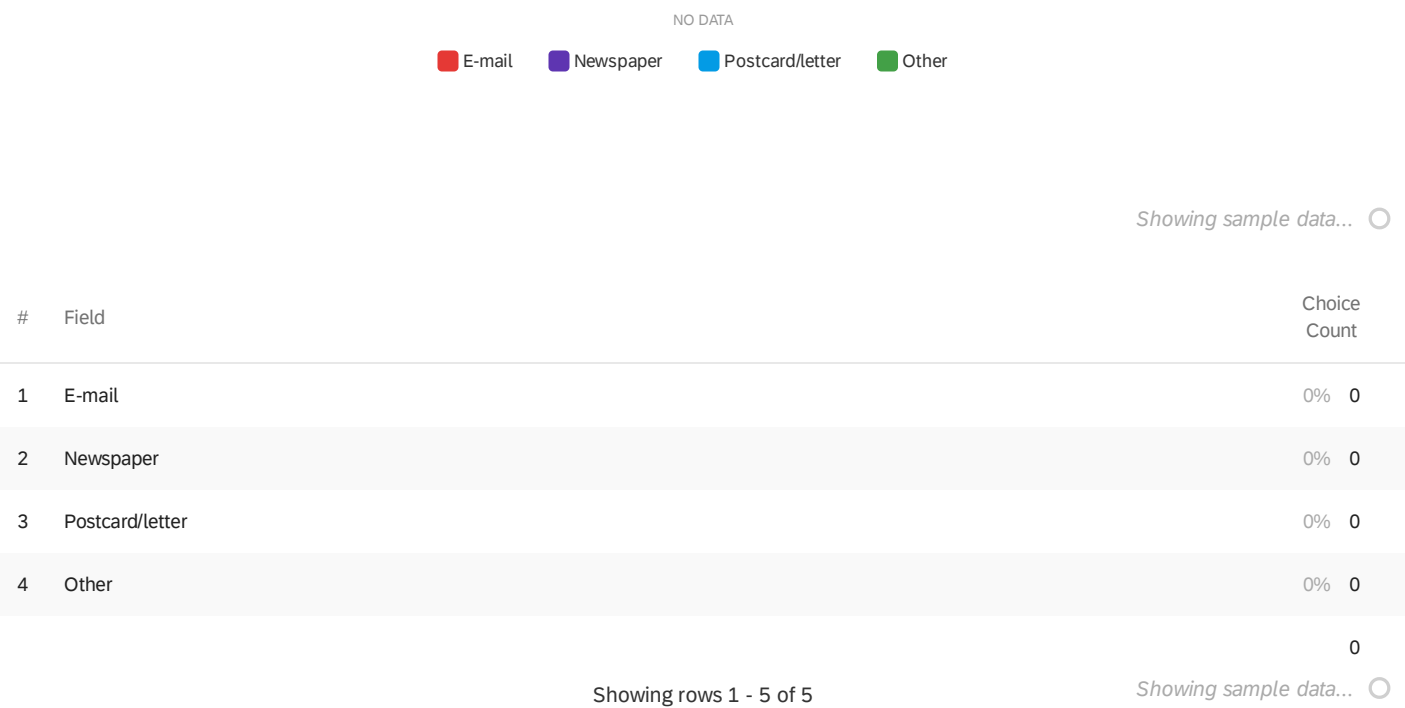 NO DATA
E-mail Newspaper Postcard/letter Other
Showing sample data...
# Field Choice Count
1 E-mail 0% 0
2 Newspaper 0% 0
3 Postcard/letter 0% 0
4 Other 0% 0
0
Showing rows 1 - 5 of 5
Showing sample data...